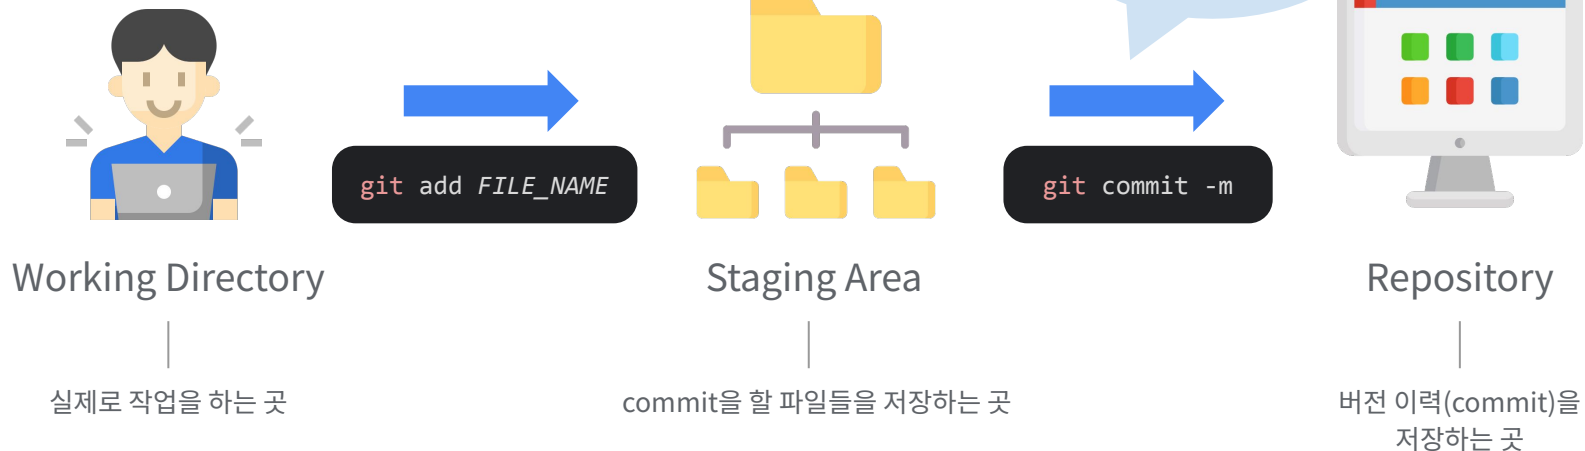 git add FILE_NAME
git commit -m
Working Directory
Staging Area
Repository
실제로 작업을 하는 곳
commit을 할 파일들을 저장하는 곳
버전 이력(commit)을
저장하는 곳